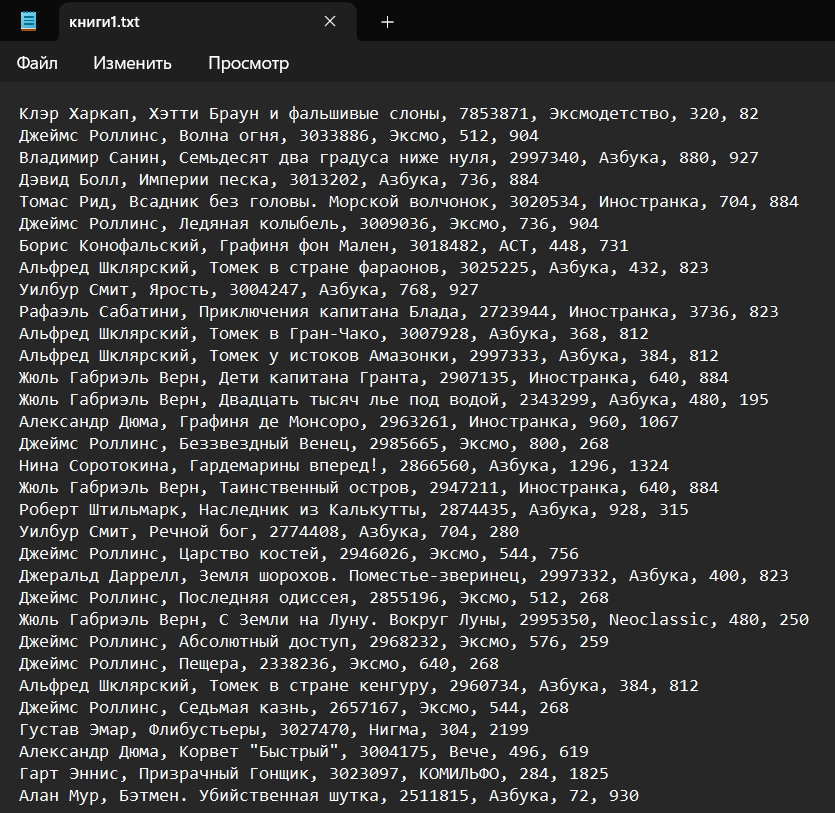 книги1.txt
Файл Изменить Просмотр
Клэр Харкап, Хэтти Браун и фальшивые слоны, 7853871, Эксмодетство, 320, 82
Джеймс Роллинс, Волна огня, 3033886, Эксмо, 512, 904
Владимир Санин, Семьдесят два градуса ниже нуля, 2997340, Азбука, 880, 927
Дэвид Болл, Империи песка, 3013202, Азбука, 736, 884
Томас Рид, Всадник без головы. Морской волчонок, 3020534, Иностранка, 704, 884
Джеймс Роллинс, Ледяная колыбель, 3009036, Эксмо, 736, 904
Борис Конофальский, Графиня фон Мален, 3018482, АСТ, 448, 731
Альфред Шклярский, Томек в стране фараонов, 3025225, Азбука, 432, 823
Уилбур Смит, Ярость, 3004247, Азбука, 768, 927
Рафаэль Сабатини, Приключения капитана Блада, 2723944, Иностранка, 3736, 823
Альфред Шклярский, Томек в Гран-Чако, 3007928, Азбука, 368, 812
Альфред Шклярский, Томек у истоков Амазонки, 2997333, Азбука, 384, 812
Жюль Габриэль Верн, Дети капитана Гранта, 2907135, Иностранка, 640, 884
Жюль Габриэль Верн, Двадцать тысяч лье под водой, 2343299, Азбука, 480, 195
Александр Дюма, Графиня де Монсоро, 2963261, Иностранка, 960, 1067
Джеймс Роллинс, Беззвездный Венец, 2985665, Эксмо, 800, 268
Нина Соротокина, Гардемарины вперед!, 2866560, Азбука, 1296, 1324
Жюль Габриэль Верн, Таинственный остров, 2947211, Иностранка, 640, 884
Роберт Штильмарк, Наследник из Калькутты, 2874435, Азбука, 928, 315
Уилбур Смит, Речной бог, 2774408, Азбука, 704, 280
Джеймс Роллинс, Царство костей, 2946026, Эксмо, 544, 756
Джеральд Даррелл, Земля шорохов. Поместье-зверинец, 2997332, Азбука, 400, 823
Джеймс Роллинс, Последняя одиссея, 2855196, Эксмо, 512, 268
Жюль Габриэль Верн, С Земли на Луну. Вокруг Луны, 2995350, Neoclassic, 480, 250
Джеймс Роллинс, Абсолютный доступ, 2968232, Эксмо, 576, 259
Джеймс Роллинс, Пещера, 2338236, Эксмо, 640, 268
Альфред Шклярский, Томек в стране кенгуру, 2960734, Азбука, 384, 812
Джеймс Роллинс, Седьмая казнь, 2657167, Эксмо, 544, 268
Густав Эмар, Флибустьеры, 3027470, Нигма, 304, 2199
Александр Дюма, Корвет "Быстрый", 3004175, Вече, 496, 619
Гарт Эннис, Призрачный Гонщик, 3023097, КОМИЛЬФО, 284, 1825
Алан Мур, Бэтмен. Убийственная шутка, 2511815, Азбука, 72, 930